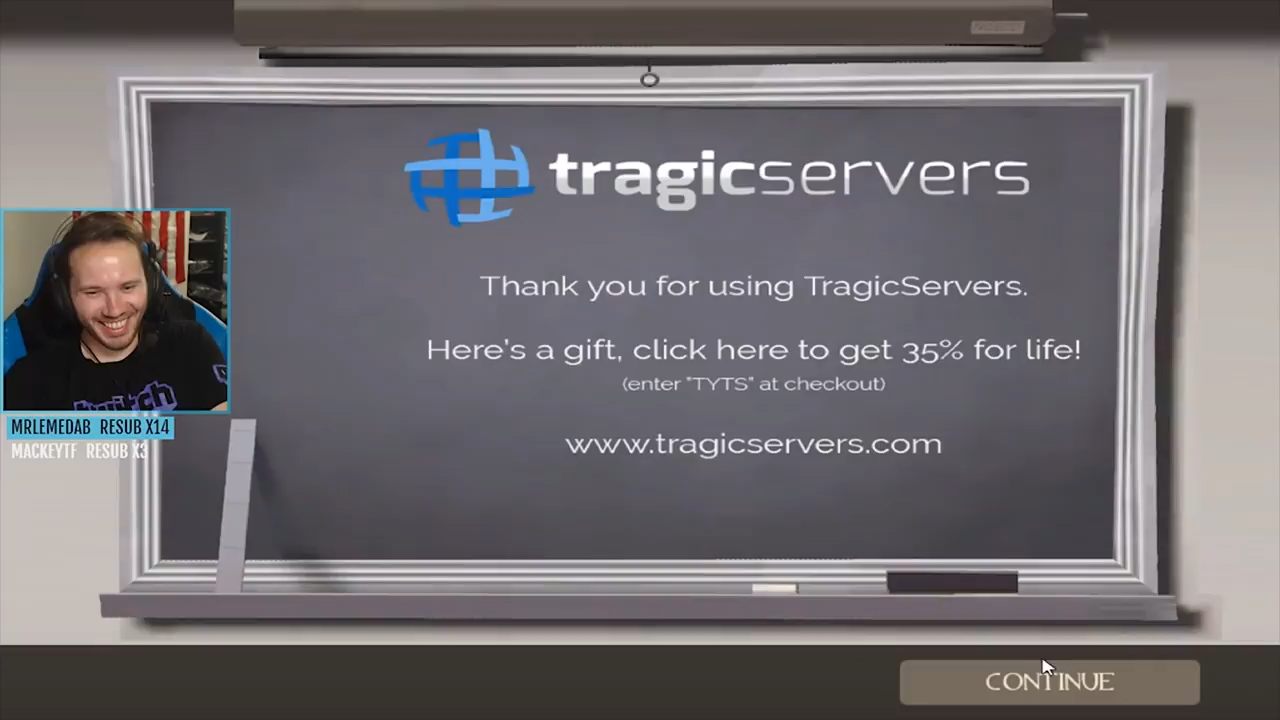 tragicservers
Thank you for using TragicServers.
Here's a gift, click here to get 35% for life!
(enter "TYTS" at checkout)
www.tragicservers.com
twitch
MRLEMEDAB RESUB X14
MACKEYTF RESUB X3
CONTINUE